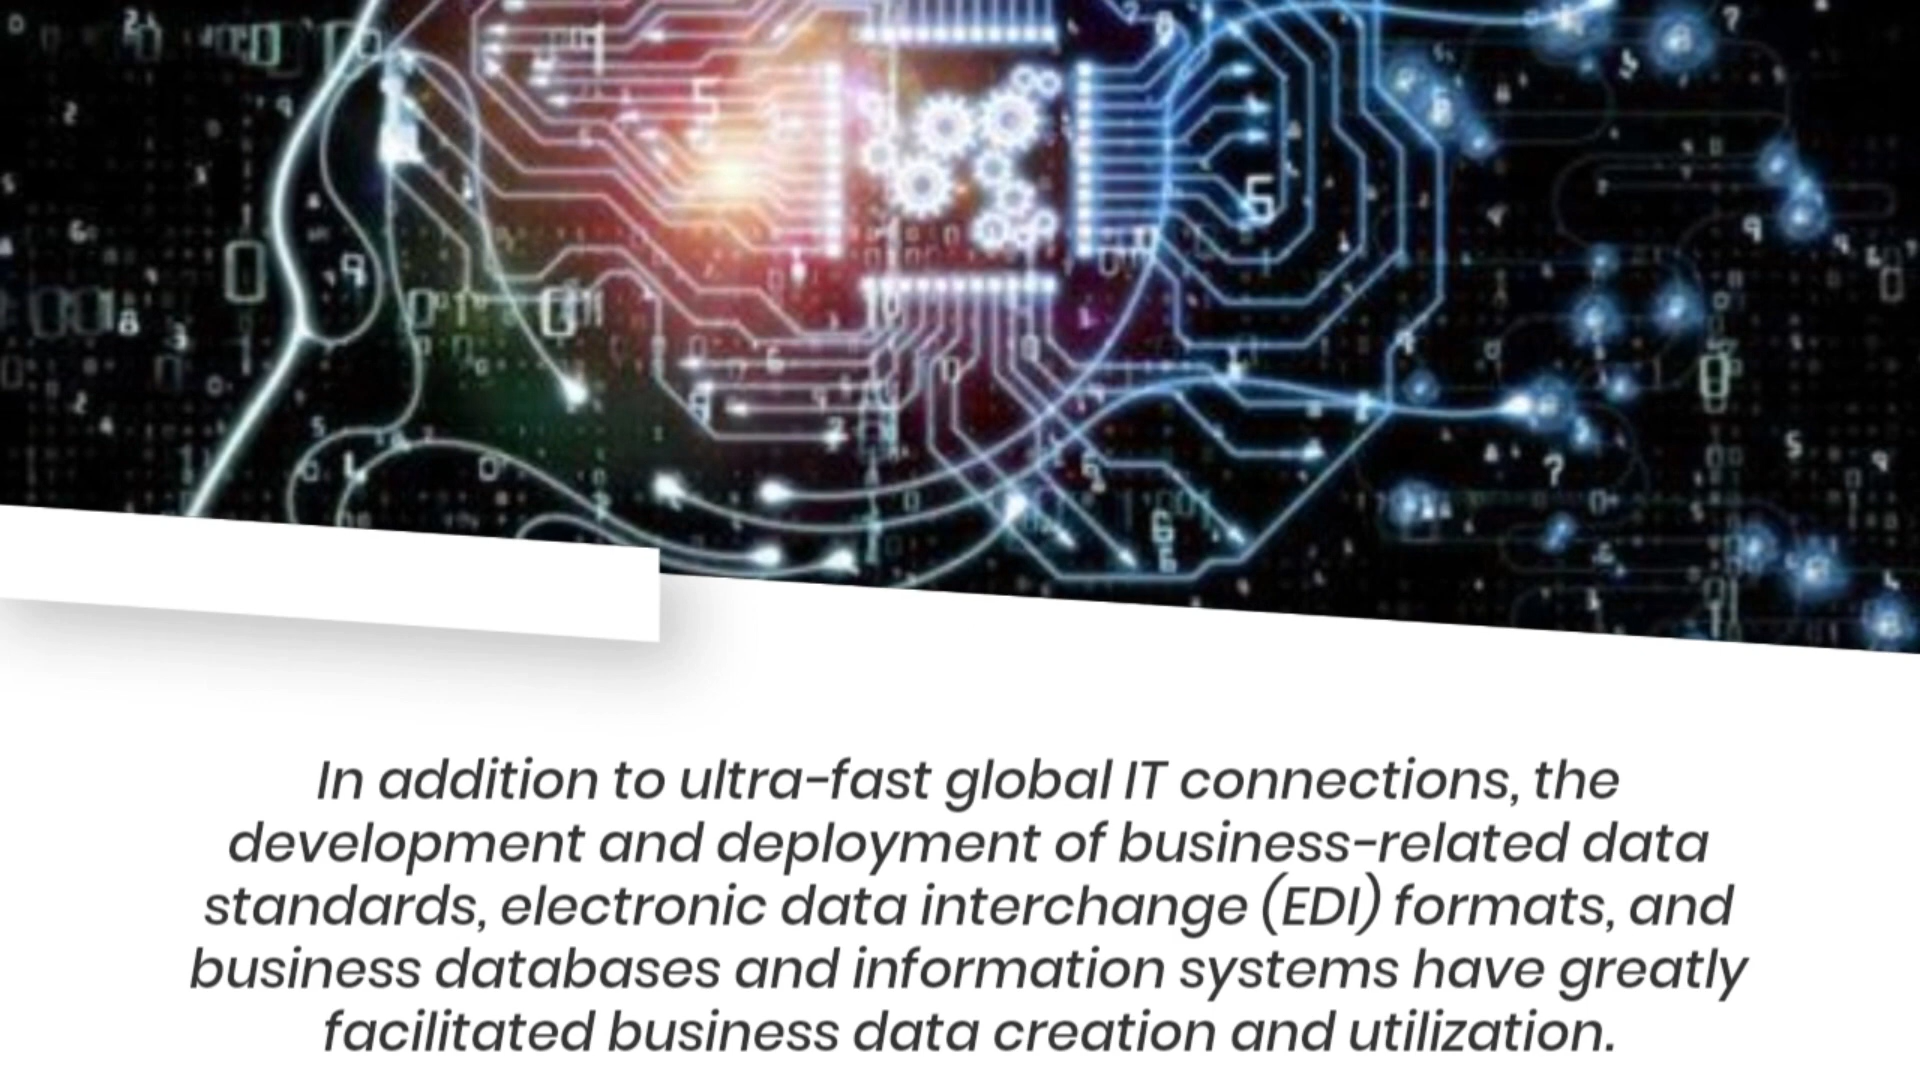 In addition to ultra-fast global IT connections, the
development and deployment of business-related data
standards, electronic data interchange (EDI) formats, and
business databases and information systems have greatly
facilitated business data creation and utilization.